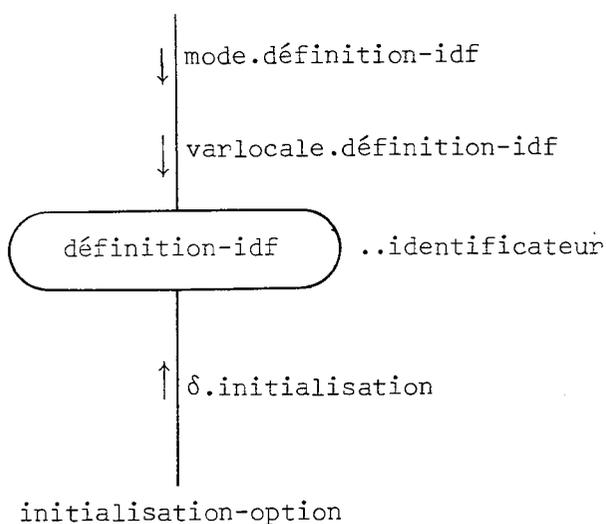 ↓ mode.définition-idf
↓ varlocale.définition-idf
définition-idf ..identificateur
↑ δ.initialisation
initialisation-option